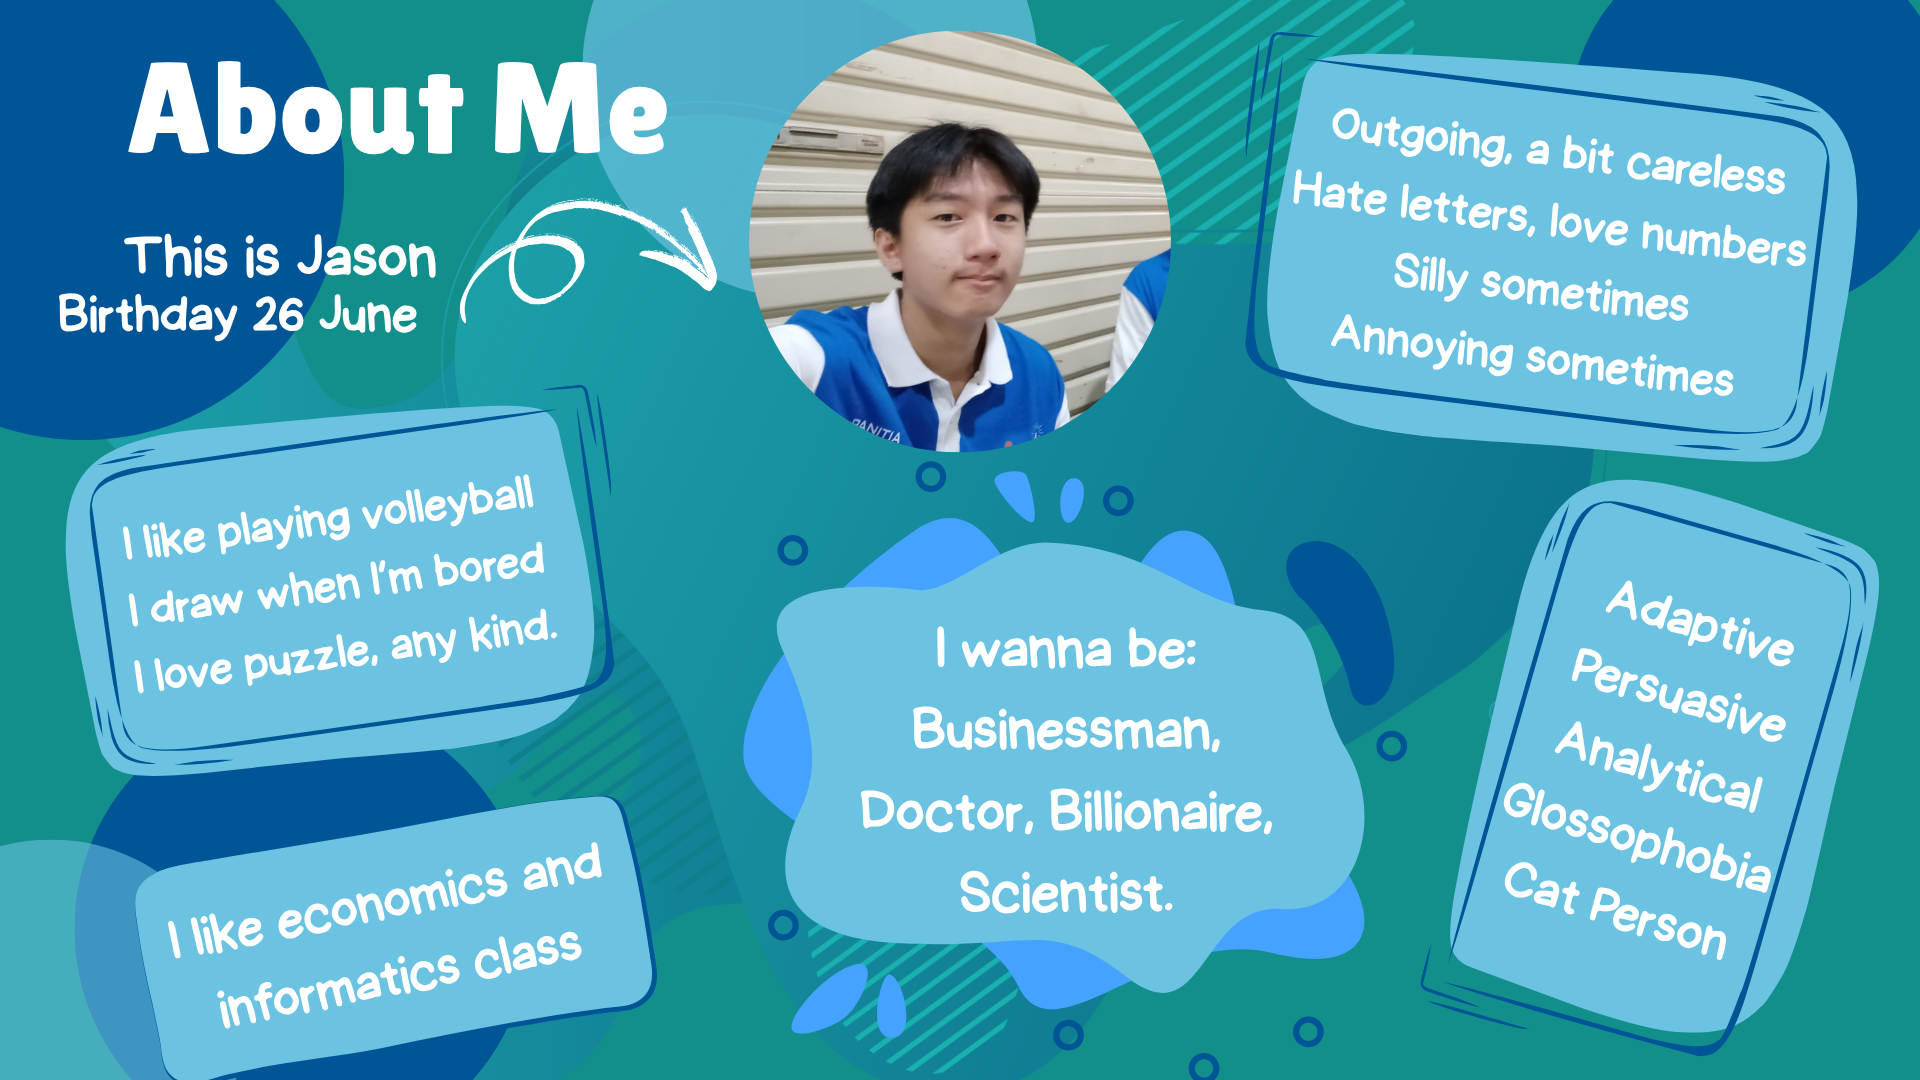 About Me
This is Jason
Birthday 26 June
PANITIA
Outgoing, a bit careless
Hate letters, love numbers
Silly sometimes
Annoying sometimes
I like playing volleyball
I draw when I'm bored
I love puzzle, any kind.
I wanna be:
Businessman,
Doctor, Billionaire,
Scientist.
Adaptive
Persuasive
Analytical
Glossophobia
Cat Person
I like economics and
informatics class